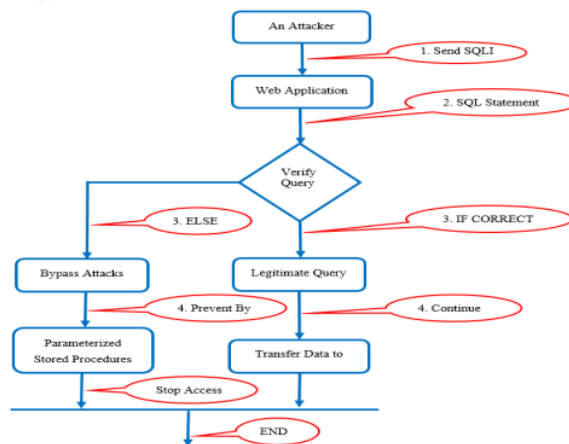 An Attacker
1. Send SQLI
Web Application
2. SQL Statement
Verify
Query
3. ELSE
3. IF CORRECT
Bypass Attacks
Legitimate Query
4. Prevent By
4. Continue
Parameterized
Stored Procedures
Transfer Data to
Stop Access
END